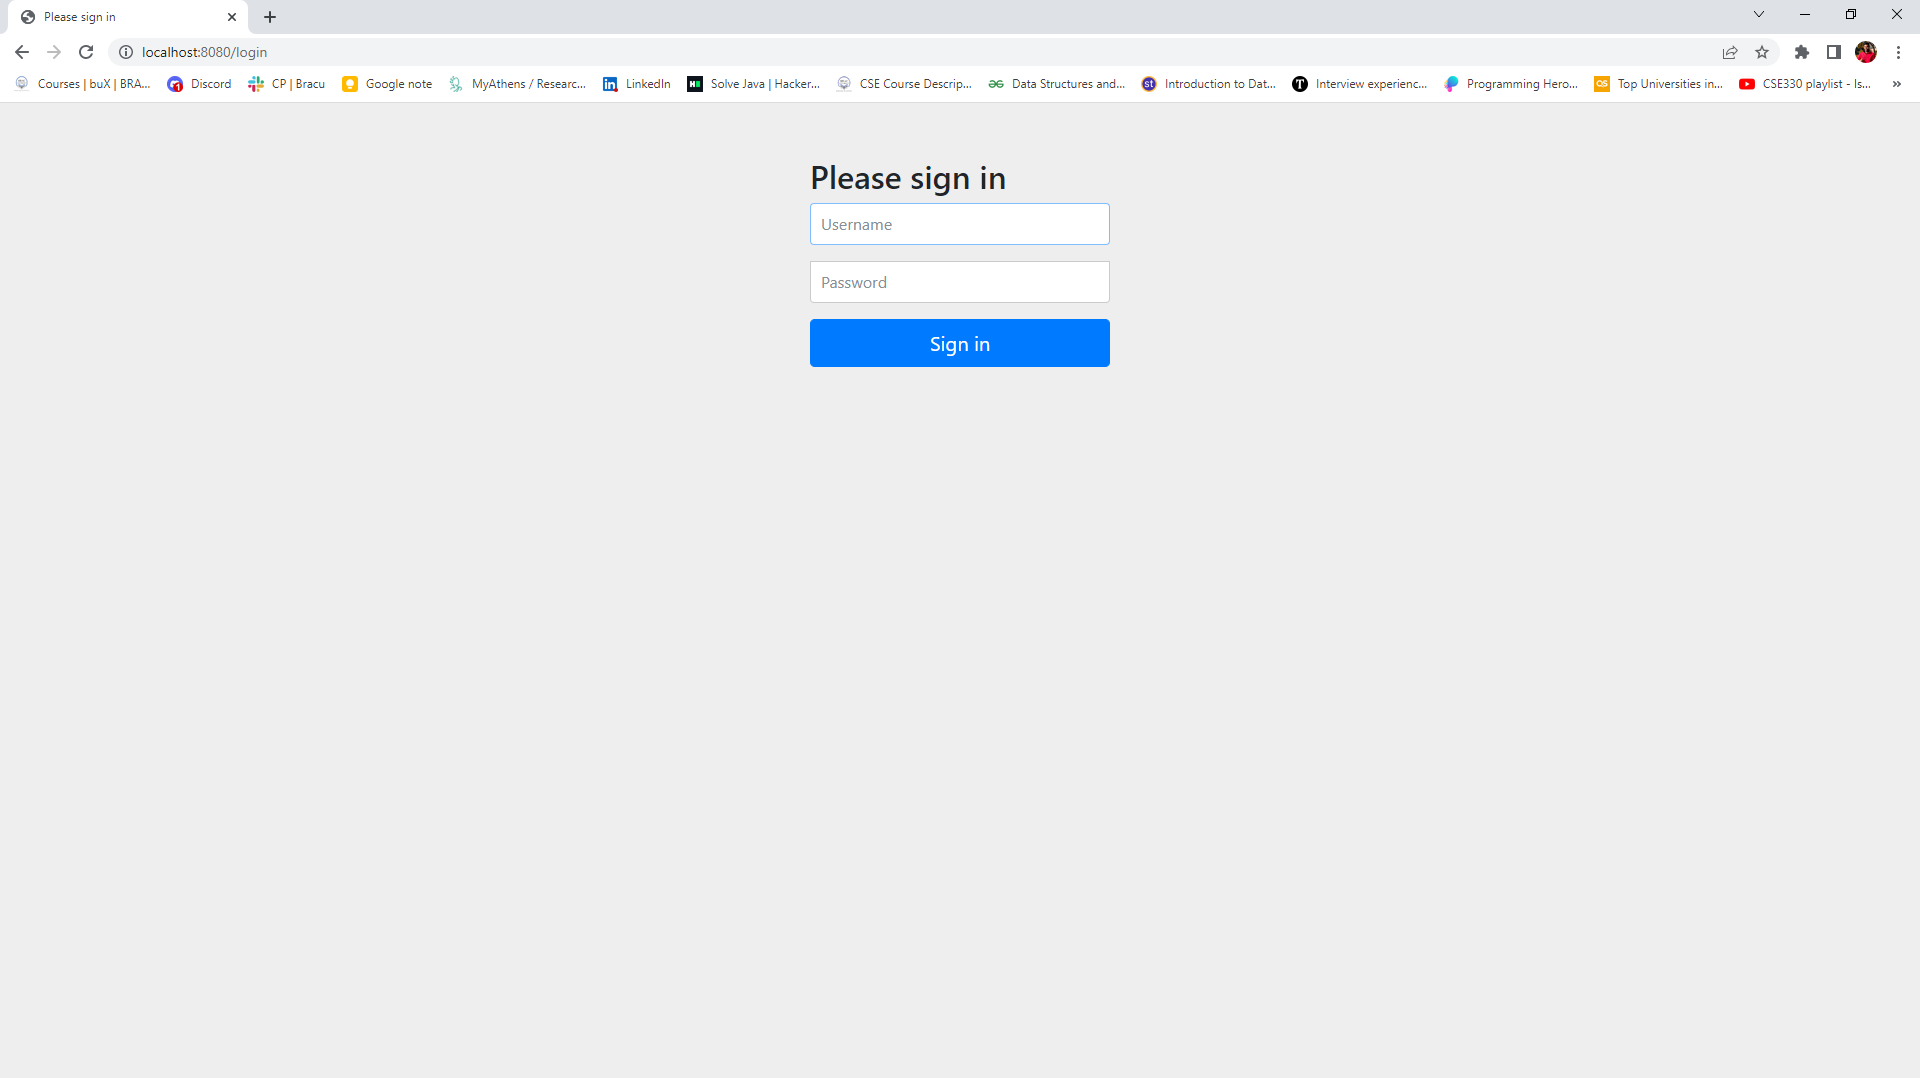 Please sign in
localhost:8080/login
Courses | buX | BRA... Discord CP | Bracu Google note MyAthens / Researc... LinkedIn Solve Java | Hacker... CSE Course Descrip... Data Structures and... Introduction to Dat... Interview experienc... Programming Hero... Top Universities in... CSE330 playlist - Is... »
Please sign in
Username
Password
Sign in